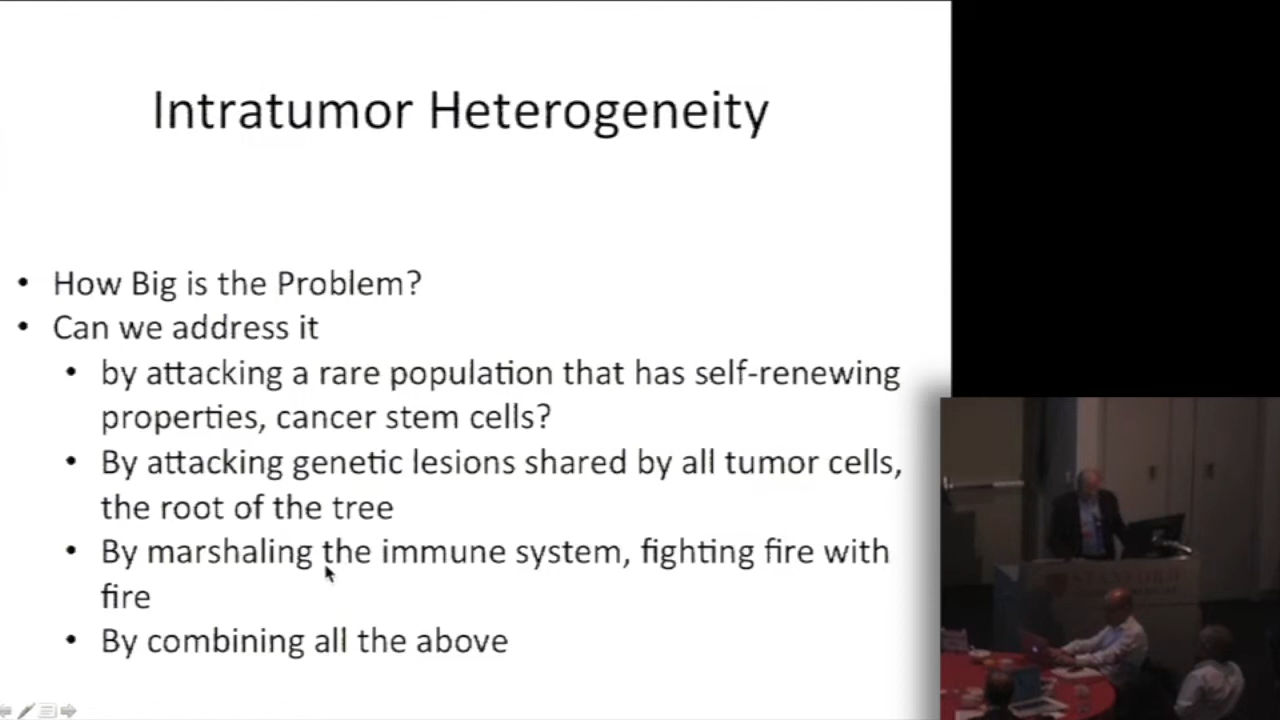 Intratumor Heterogeneity
• How Big is the Problem?
• Can we address it
• by attacking a rare population that has self-renewing
properties, cancer stem cells?
• By attacking genetic lesions shared by all tumor cells,
the root of the tree
• By marshaling the immune system, fighting fire with
fire
• By combining all the above
STANFORD